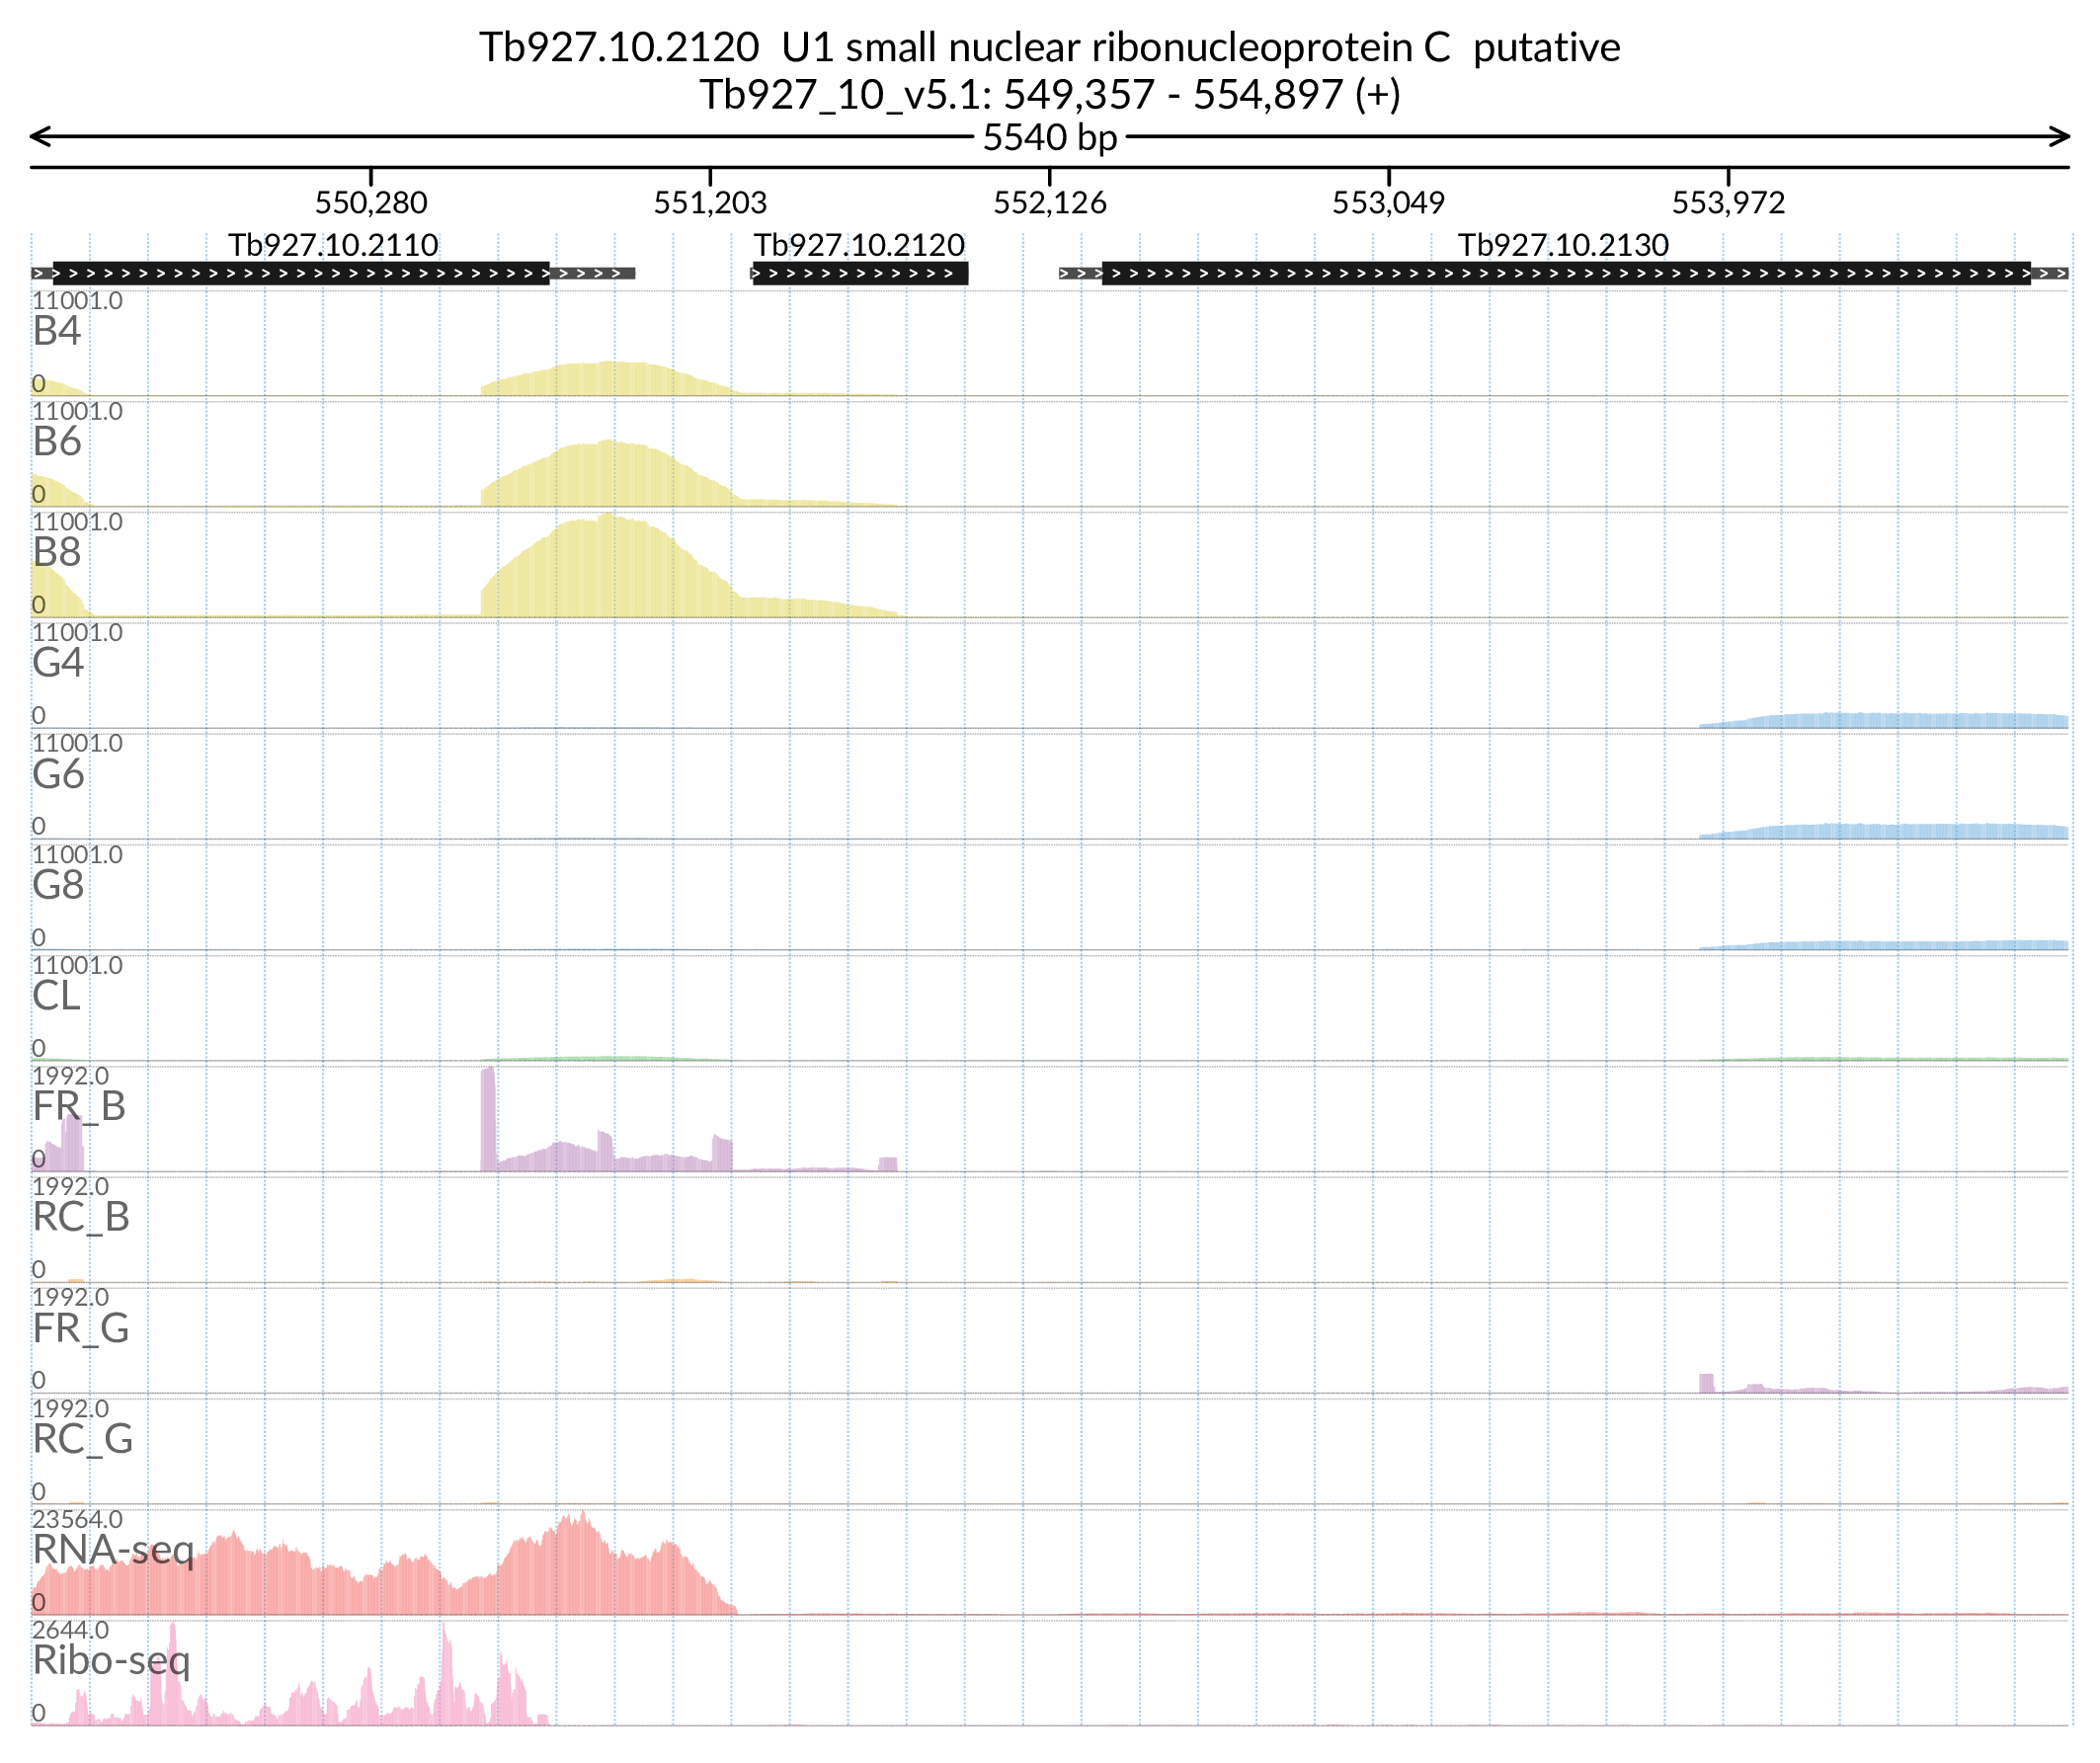 Tb927.10.2120  U1 small nuclear ribonucleoprotein C  putative
Tb927_10_v5.1: 549,357 - 554,897 (+)
5540 bp
550,280 551,203 552,126 553,049 553,972
Tb927.10.2110 Tb927.10.2120 Tb927.10.2130
11001.0
B4
0
11001.0
B6
0
11001.0
B8
0
11001.0
G4
0
11001.0
G6
0
11001.0
G8
0
11001.0
CL
0
1992.0
FR_B
0
1992.0
RC_B
0
1992.0
FR_G
0
1992.0
RC_G
0
23564.0
RNA-seq
0
2644.0
Ribo-seq
0